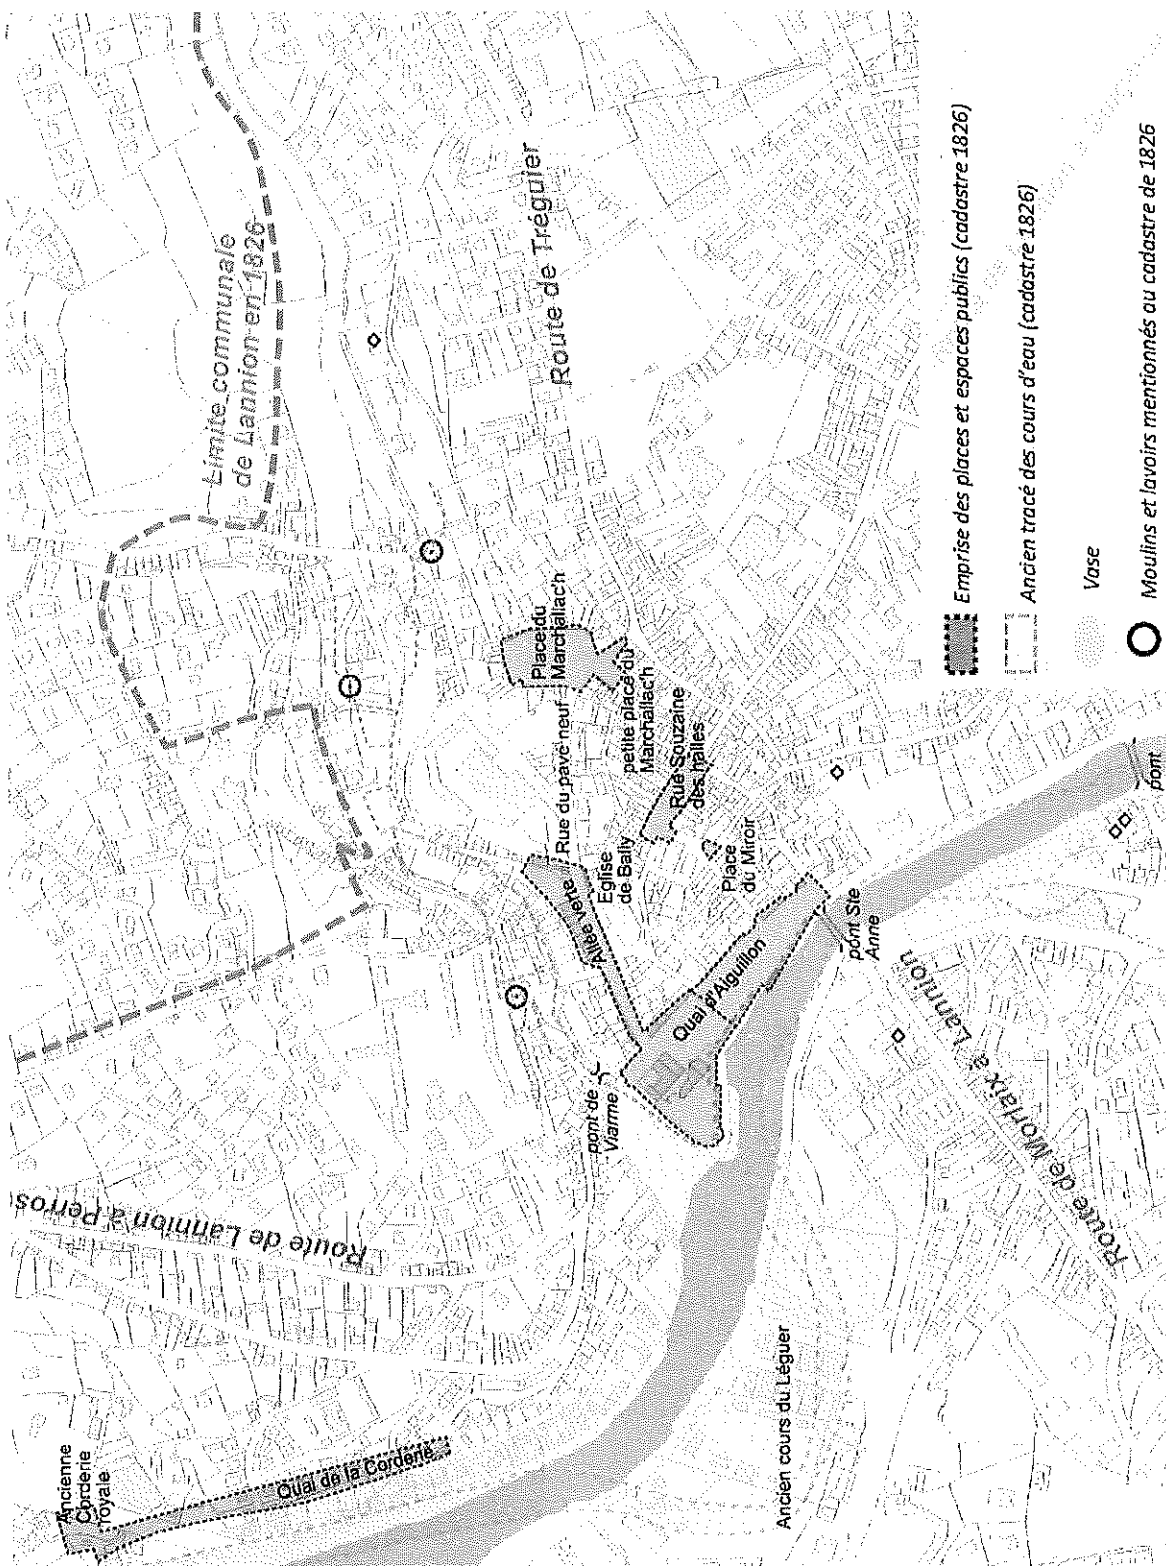 Limite communale
de Lannion en 1826
Route de Tréguier
Place du
Marchallac'h
petite place du
Marchallac'h
Rue du pavé neuf
Rue Souzaine
des halles
Eglise
de Bally
Place
du Miroir
Allée verte
Quai d'Aiguillon
pont de
Viarme
pont Ste
Anne
pont
Route de Morlaix à Lannion
Route de Lannion à Perros
Ancienne
Corderie
royale
Quai de la Corderie
Ancien cours du Léguer
Emprise des places et espaces publics (cadastre 1826)
Ancien tracé des cours d'eau (cadastre 1826)
Vase
Moulins et lavoirs mentionnés au cadastre de 1826